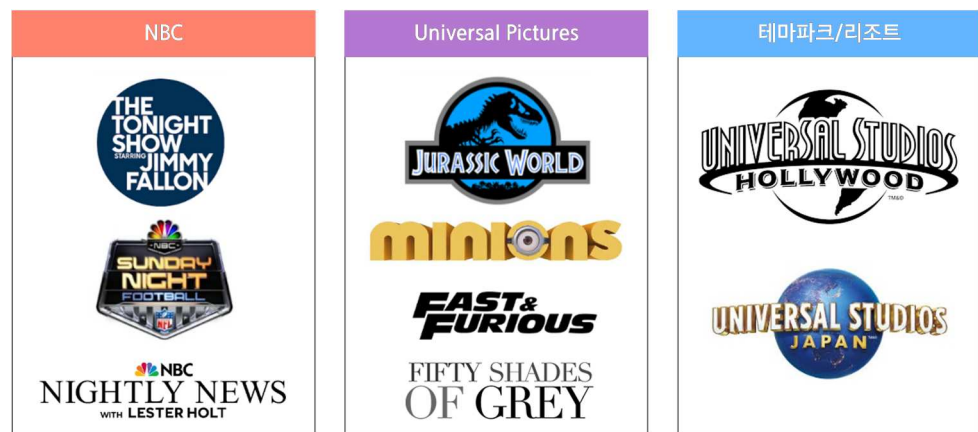 NBC
THE
TONIGHT
SHOW
STARRING
JIMMY
FALLON
NBC
SUNDAY
NIGHT
FOOTBALL
NFL
NBC
NIGHTLY NEWS
WITH LESTER HOLT
Universal Pictures
JURASSIC WORLD
minions
FAST &
FURIOUS
FIFTY SHADES
OF GREY
테마파크/리조트
UNIVERSAL STUDIOS
HOLLYWOOD
TM&©
UNIVERSAL STUDIOS
JAPAN